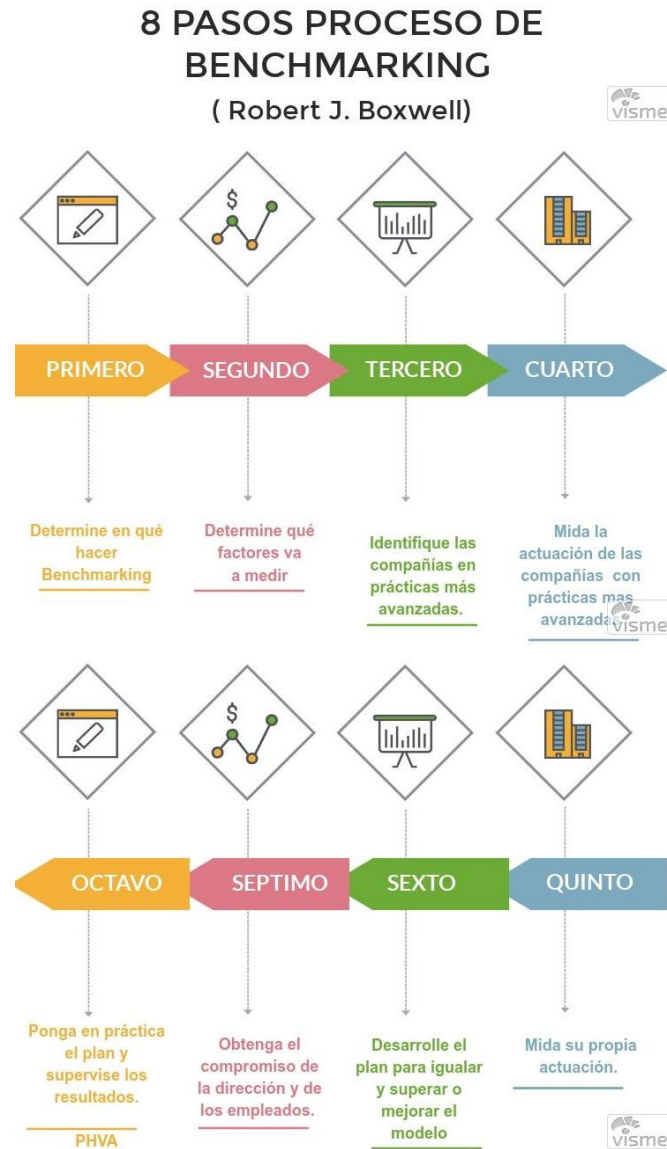 8 PASOS PROCESO DE
BENCHMARKING
( Robert J. Boxwell)
visme
$
PRIMERO
SEGUNDO
TERCERO
CUARTO
Determine en qué
hacer
Benchmarking
Determine qué
factores va
a medir
Identifique las
compañías en
prácticas más
avanzadas.
Mida la
actuación de las
compañías con
prácticas mas
avanzadas
visme
$
OCTAVO
SEPTIMO
SEXTO
QUINTO
Ponga en práctica
el plan y
supervise los
resultados.
PHVA
Obtenga el
compromiso de
la dirección y de
los empleados.
Desarrolle el
plan para igualar
y superar o
mejorar el
modelo
Mida su propia
actuación.
visme